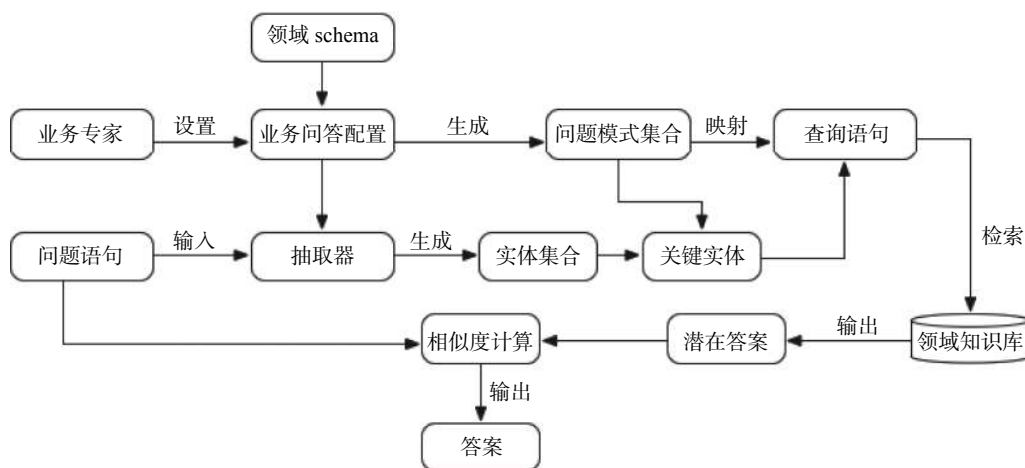 领域 schema
业务专家
设置
业务问答配置
生成
问题模式集合
映射
查询语句
问题语句
输入
抽取器
生成
实体集合
关键实体
检索
相似度计算
潜在答案
输出
领域知识库
输出
答案